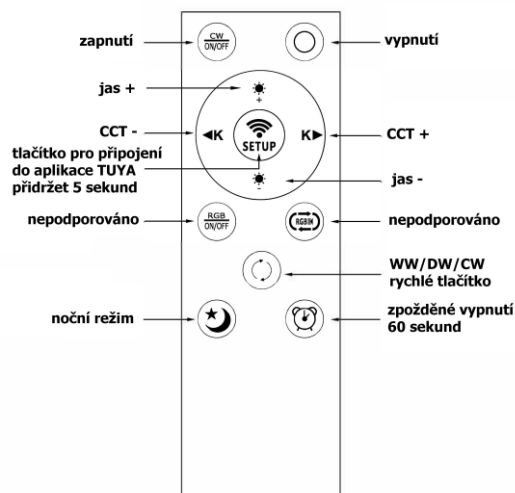 zapnutí
CW
ON/OFF
vypnutí
jas +
+
CCT -
◀K
SETUP
K▶
CCT +
tlačítko pro připojení
do aplikace TUYA
přidržet 5 sekund
-
jas -
nepodporováno
RGB
ON/OFF
RGBIK
nepodporováno
WW/DW/CW
rychlé tlačítko
noční režim
zpožděné vypnutí
60 sekund